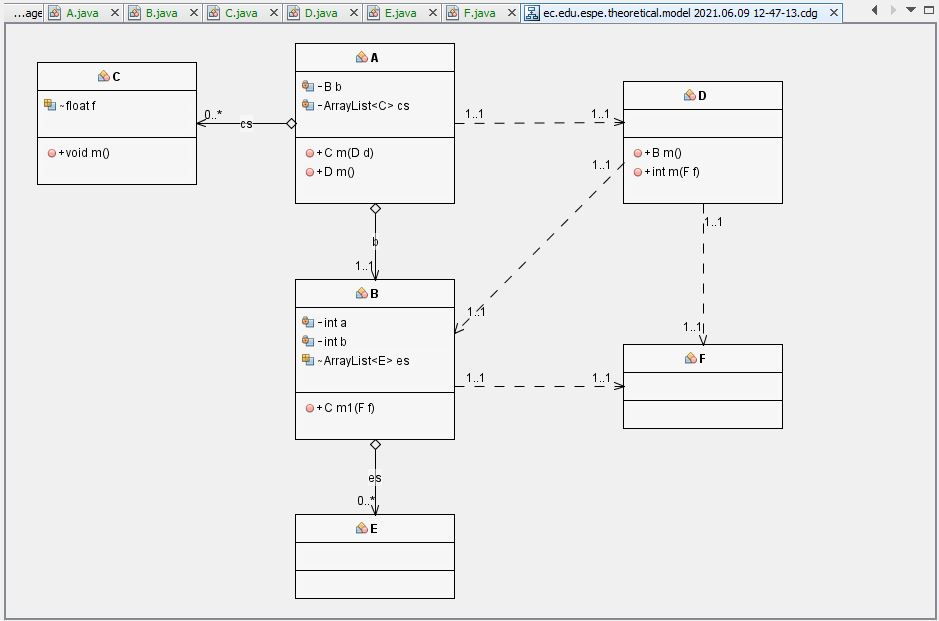 ...age A.java B.java C.java D.java E.java F.java ec.edu.espe.theoretical.model 2021.06.09 12-47-13.cdg
A
- B b
- ArrayList<C> cs
+ C m(D d)
+ D m()
C
~ float f
+ void m()
0..*
cs
1..1
1..1
D
+ B m()
+ int m(F f)
1..1
1..1
1..1
1..1
b
1..1
B
- int a
- int b
~ ArrayList<E> es
+ C m1(F f)
1..1
1..1
F
es
0..*
E